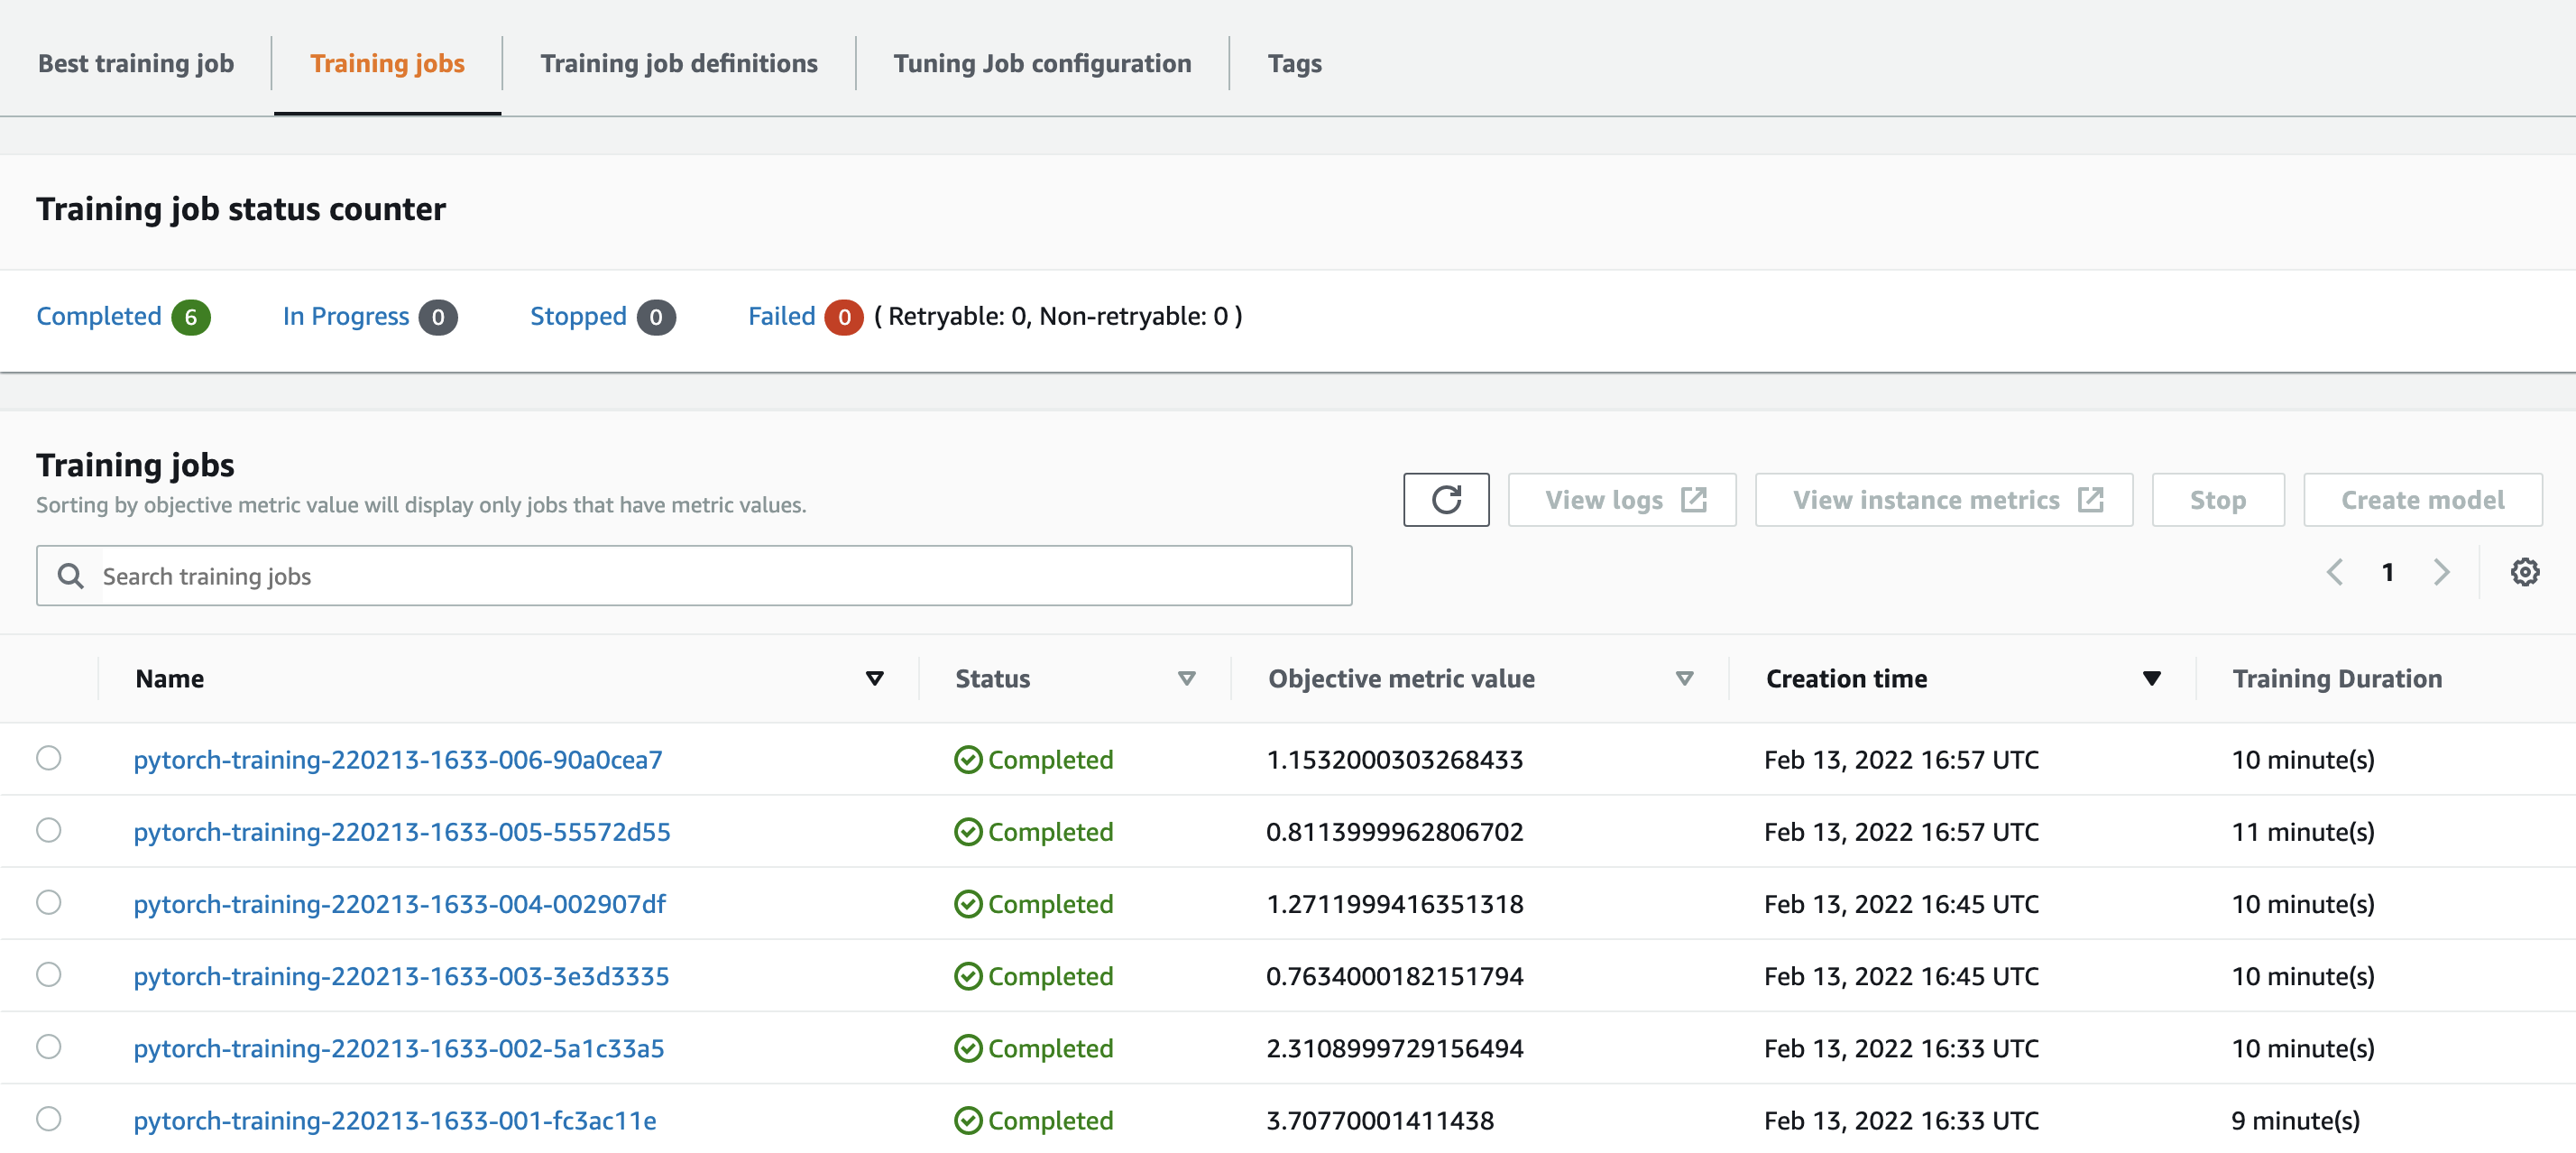 Best training job Training jobs Training job definitions Tuning Job configuration Tags
Training job status counter
Completed 6 In Progress 0 Stopped 0 Failed 0 ( Retryable: 0, Non-retryable: 0 )
Training jobs
Sorting by objective metric value will display only jobs that have metric values.
View logs View instance metrics Stop Create model
Search training jobs
1
Name Status Objective metric value Creation time Training Duration
pytorch-training-220213-1633-006-90a0cea7 Completed 1.1532000303268433 Feb 13, 2022 16:57 UTC 10 minute(s)
pytorch-training-220213-1633-005-55572d55 Completed 0.8113999962806702 Feb 13, 2022 16:57 UTC 11 minute(s)
pytorch-training-220213-1633-004-002907df Completed 1.2711999416351318 Feb 13, 2022 16:45 UTC 10 minute(s)
pytorch-training-220213-1633-003-3e3d3335 Completed 0.7634000182151794 Feb 13, 2022 16:45 UTC 10 minute(s)
pytorch-training-220213-1633-002-5a1c33a5 Completed 2.3108999729156494 Feb 13, 2022 16:33 UTC 10 minute(s)
pytorch-training-220213-1633-001-fc3ac11e Completed 3.70770001411438 Feb 13, 2022 16:33 UTC 9 minute(s)